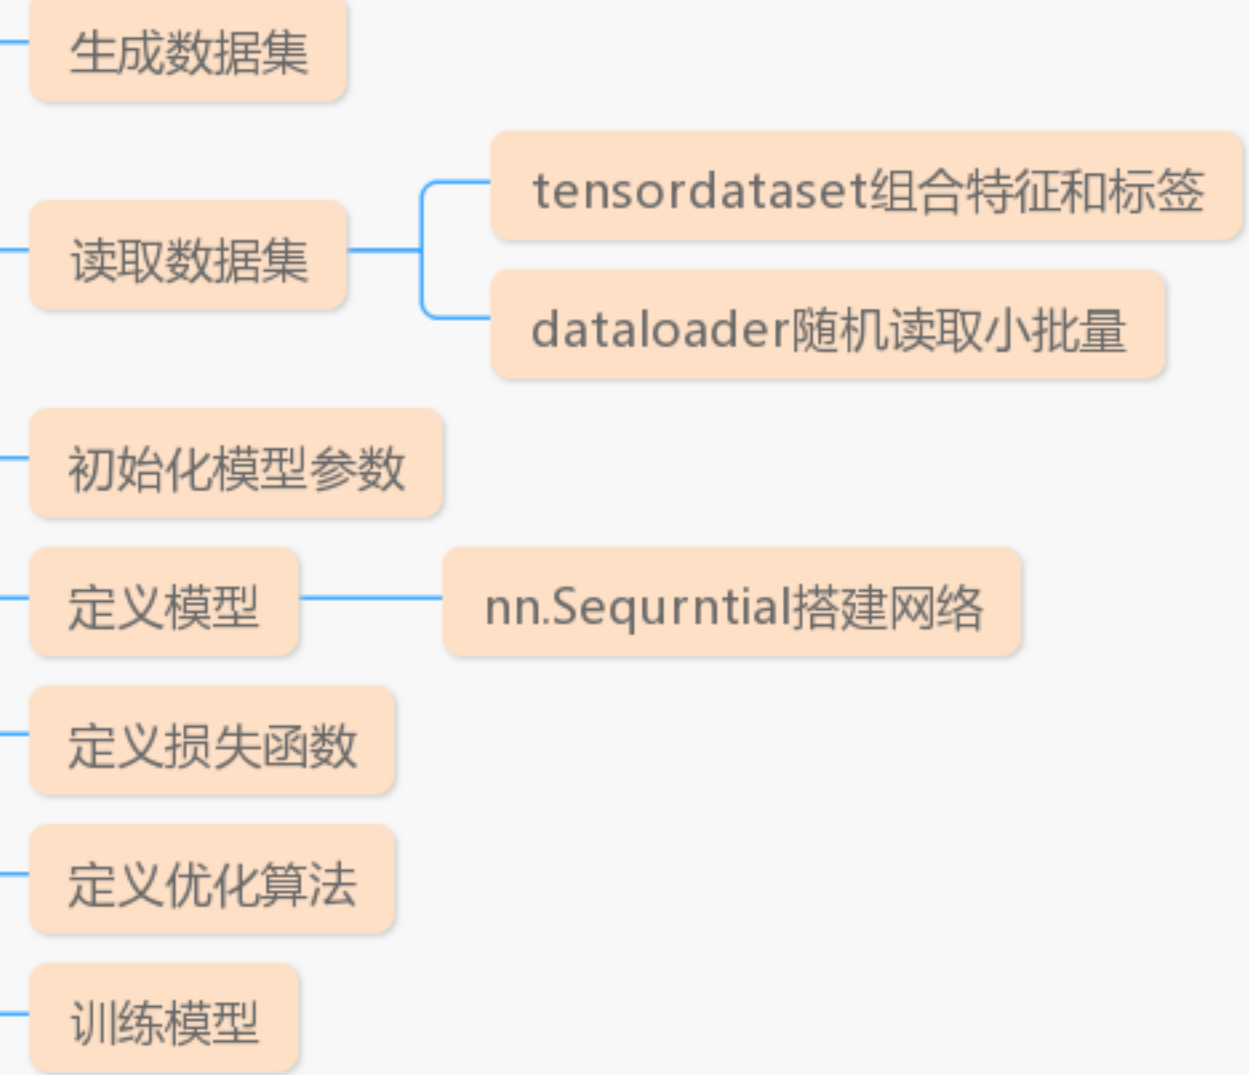 生成数据集
读取数据集
tensordataset组合特征和标签
dataloader随机读取小批量
初始化模型参数
定义模型
nn.Sequrntial搭建网络
定义损失函数
定义优化算法
训练模型